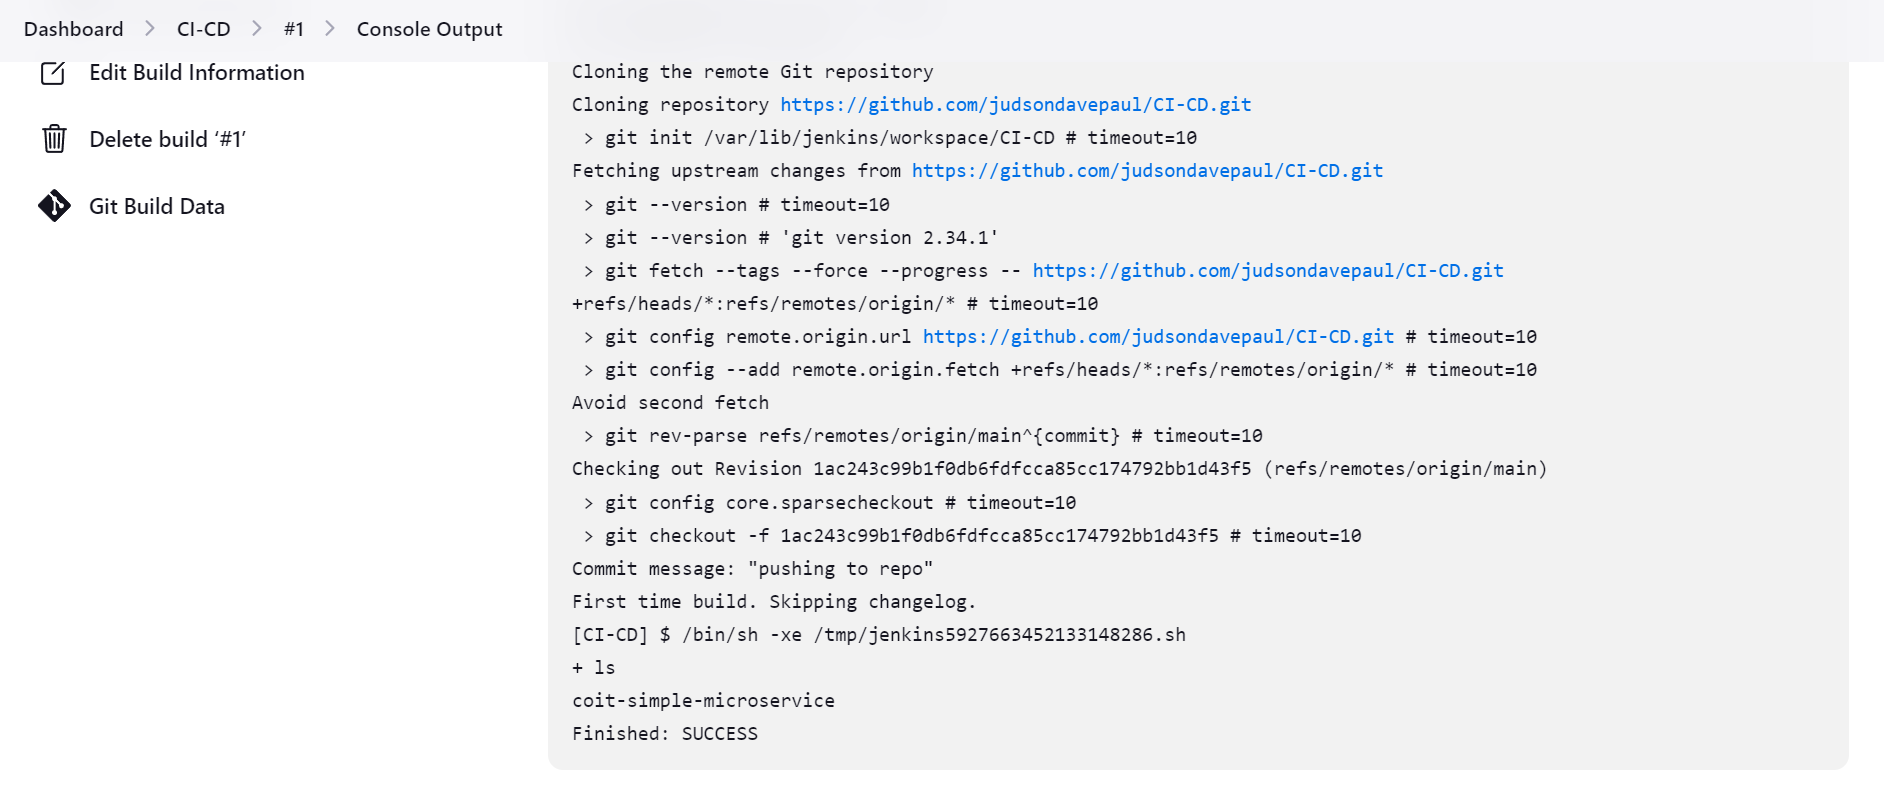 Dashboard > CI-CD > #1 > Console Output
Edit Build Information
Delete build ‘#1’
Git Build Data
Cloning the remote Git repository
Cloning repository https://github.com/judsondavepaul/CI-CD.git
 > git init /var/lib/jenkins/workspace/CI-CD # timeout=10
Fetching upstream changes from https://github.com/judsondavepaul/CI-CD.git
 > git --version # timeout=10
 > git --version # 'git version 2.34.1'
 > git fetch --tags --force --progress -- https://github.com/judsondavepaul/CI-CD.git
+refs/heads/*:refs/remotes/origin/* # timeout=10
 > git config remote.origin.url https://github.com/judsondavepaul/CI-CD.git # timeout=10
 > git config --add remote.origin.fetch +refs/heads/*:refs/remotes/origin/* # timeout=10
Avoid second fetch
 > git rev-parse refs/remotes/origin/main^{commit} # timeout=10
Checking out Revision 1ac243c99b1f0db6fdfcca85cc174792bb1d43f5 (refs/remotes/origin/main)
 > git config core.sparsecheckout # timeout=10
 > git checkout -f 1ac243c99b1f0db6fdfcca85cc174792bb1d43f5 # timeout=10
Commit message: "pushing to repo"
First time build. Skipping changelog.
[CI-CD] $ /bin/sh -xe /tmp/jenkins5927663452133148286.sh
+ ls
coit-simple-microservice
Finished: SUCCESS